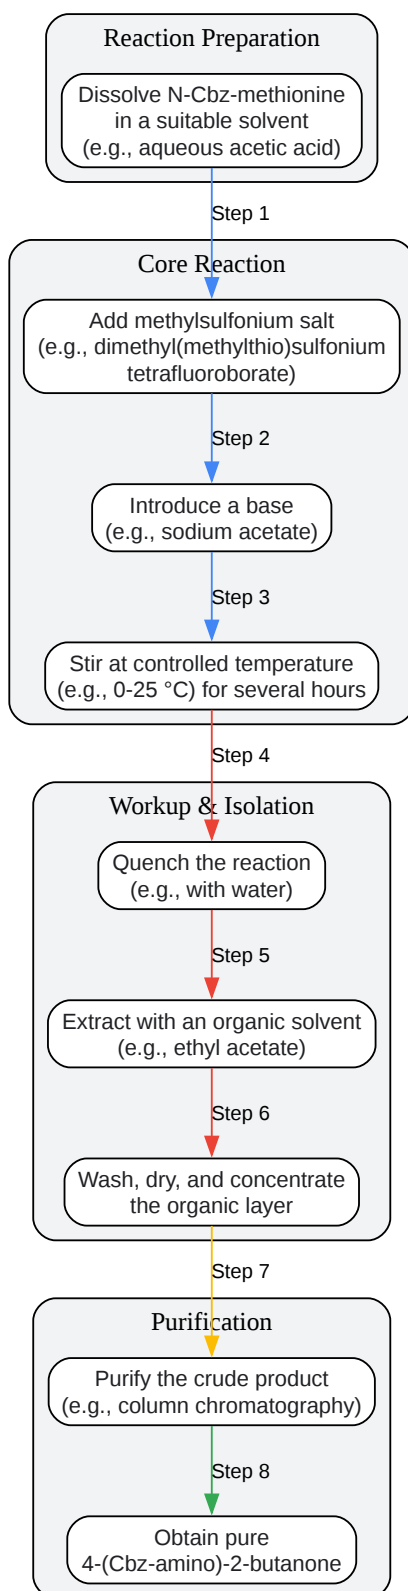 Reaction Preparation
Dissolve N-Cbz-methionine
in a suitable solvent
(e.g., aqueous acetic acid)
Step 1
Core Reaction
Add methylsulfonium salt
(e.g., dimethyl(methylthio)sulfonium
tetrafluoroborate)
Step 2
Introduce a base
(e.g., sodium acetate)
Step 3
Stir at controlled temperature
(e.g., 0-25 °C) for several hours
Step 4
Workup & Isolation
Quench the reaction
(e.g., with water)
Step 5
Extract with an organic solvent
(e.g., ethyl acetate)
Step 6
Wash, dry, and concentrate
the organic layer
Step 7
Purification
Purify the crude product
(e.g., column chromatography)
Step 8
Obtain pure
4-(Cbz-amino)-2-butanone